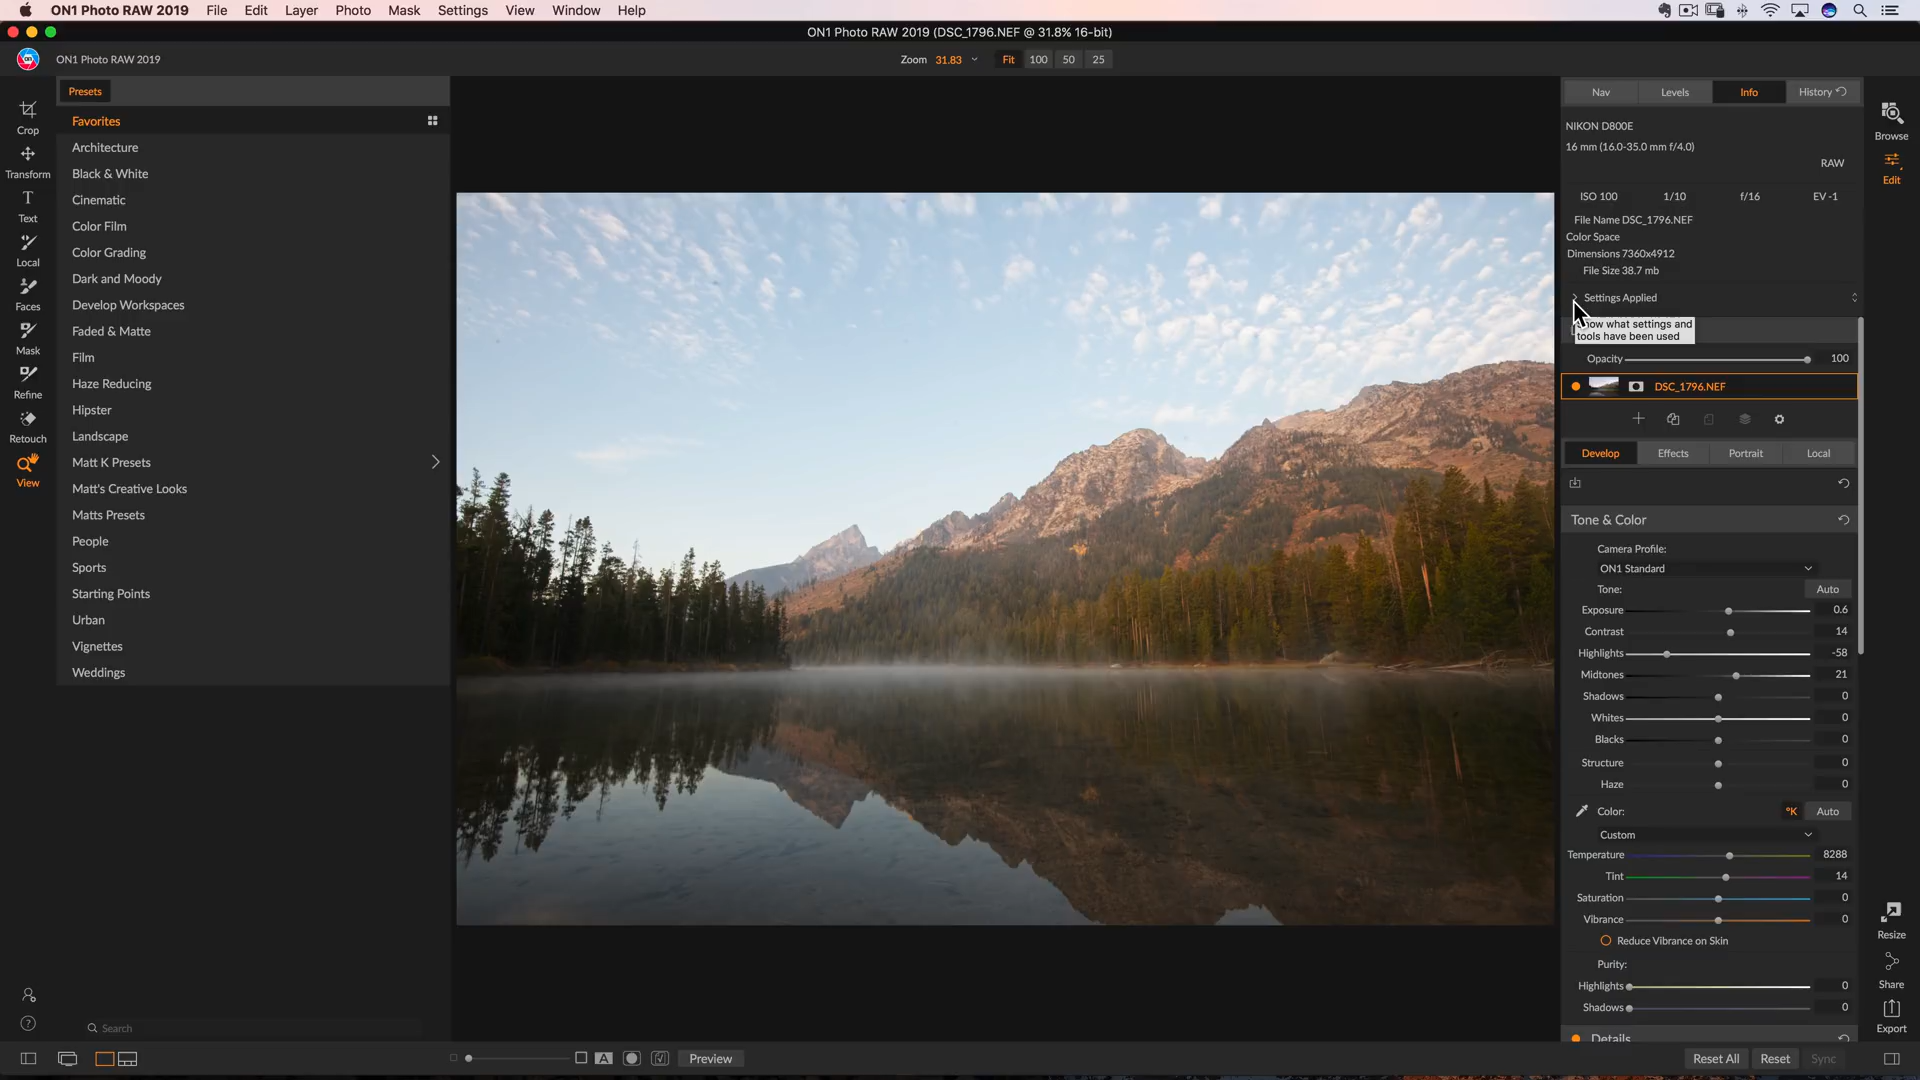 ON1 Photo RAW 2019 File Edit Layer Photo Mask Settings View Window Help
ON1 Photo RAW 2019 (DSC_1796.NEF @ 31.8% 16-bit)
ON1 Photo RAW 2019
Zoom 31.83 Fit 100 50 25
Crop
Transform
Text
Local
Faces
Mask
Refine
Retouch
View
Presets
Favorites
Architecture
Black & White
Cinematic
Color Film
Color Grading
Dark and Moody
Develop Workspaces
Faded & Matte
Film
Haze Reducing
Hipster
Landscape
Matt K Presets
Matt's Creative Looks
Matts Presets
People
Sports
Starting Points
Urban
Vignettes
Weddings
Search
Nav Levels Info History
NIKON D800E
16 mm (16.0-35.0 mm f/4.0)
RAW
ISO 100 1/10 f/16 EV -1
File Name DSC_1796.NEF
Color Space
Dimensions 7360x4912
File Size 38.7 mb
Settings Applied
how what settings and
tools have been used
Opacity 100
DSC_1796.NEF
Develop Effects Portrait Local
Tone & Color
Camera Profile:
ON1 Standard
Tone: Auto
Exposure 0.6
Contrast 14
Highlights -58
Midtones 21
Shadows 0
Whites 0
Blacks 0
Structure 0
Haze 0
Color: °K Auto
Custom
Temperature 8288
Tint 14
Saturation 0
Vibrance 0
Reduce Vibrance on Skin
Purity:
Highlights 0
Shadows 0
Details
Browse
Edit
Resize
Share
Export
A Preview
Reset All Reset Sync